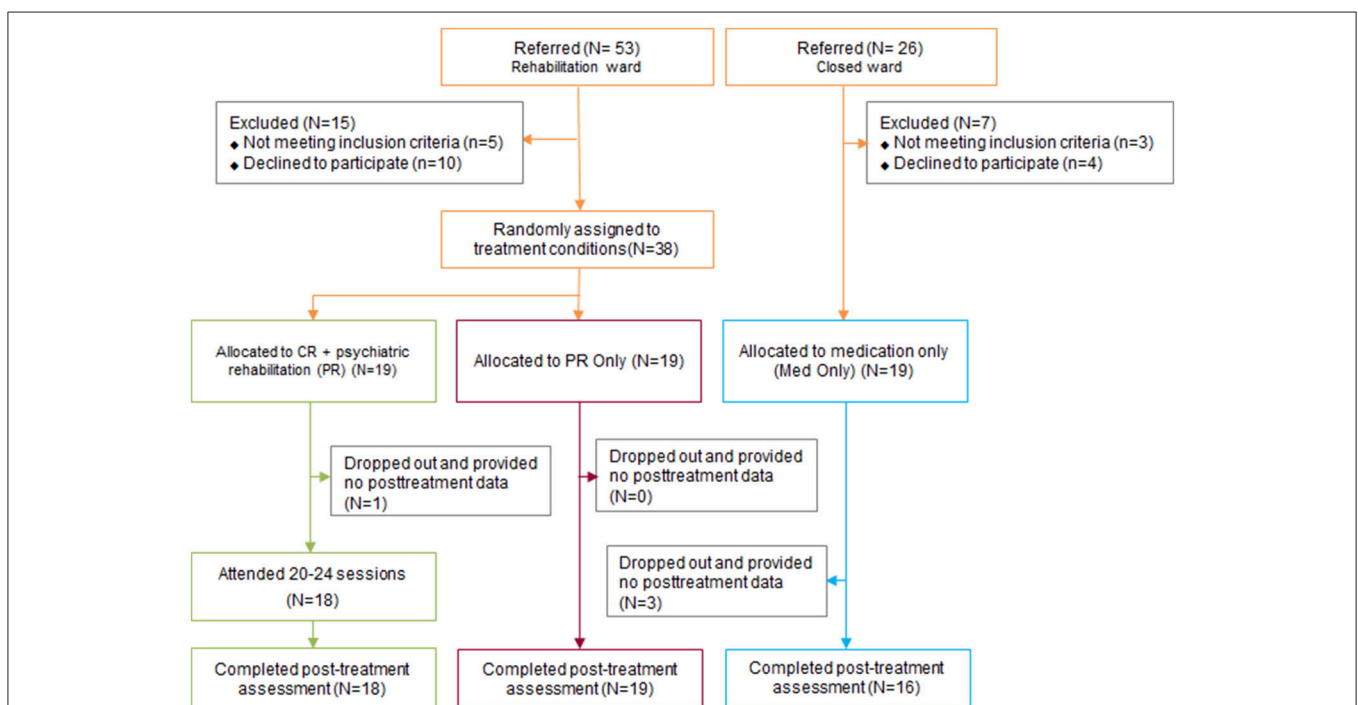 Referred (N= 53)
Rehabilitation ward
Referred (N= 26)
Closed ward
Excluded (N=15)
◆ Not meeting inclusion criteria (n=5)
◆ Declined to participate (n=10)
Excluded (N=7)
◆ Not meeting inclusion criteria (n=3)
◆ Declined to participate (n=4)
Randomly assigned to
treatment conditions(N=38)
Allocated to CR + psychiatric
rehabilitation (PR) (N=19)
Allocated to PR Only (N=19)
Allocated to medication only
(Med Only) (N=19)
Dropped out and provided
no posttreatment data
(N=1)
Dropped out and provided
no posttreatment data
(N=0)
Dropped out and provided
no posttreatment data
(N=3)
Attended 20-24 sessions
(N=18)
Completed post-treatment
assessment (N=18)
Completed post-treatment
assessment (N=19)
Completed post-treatment
assessment (N=16)